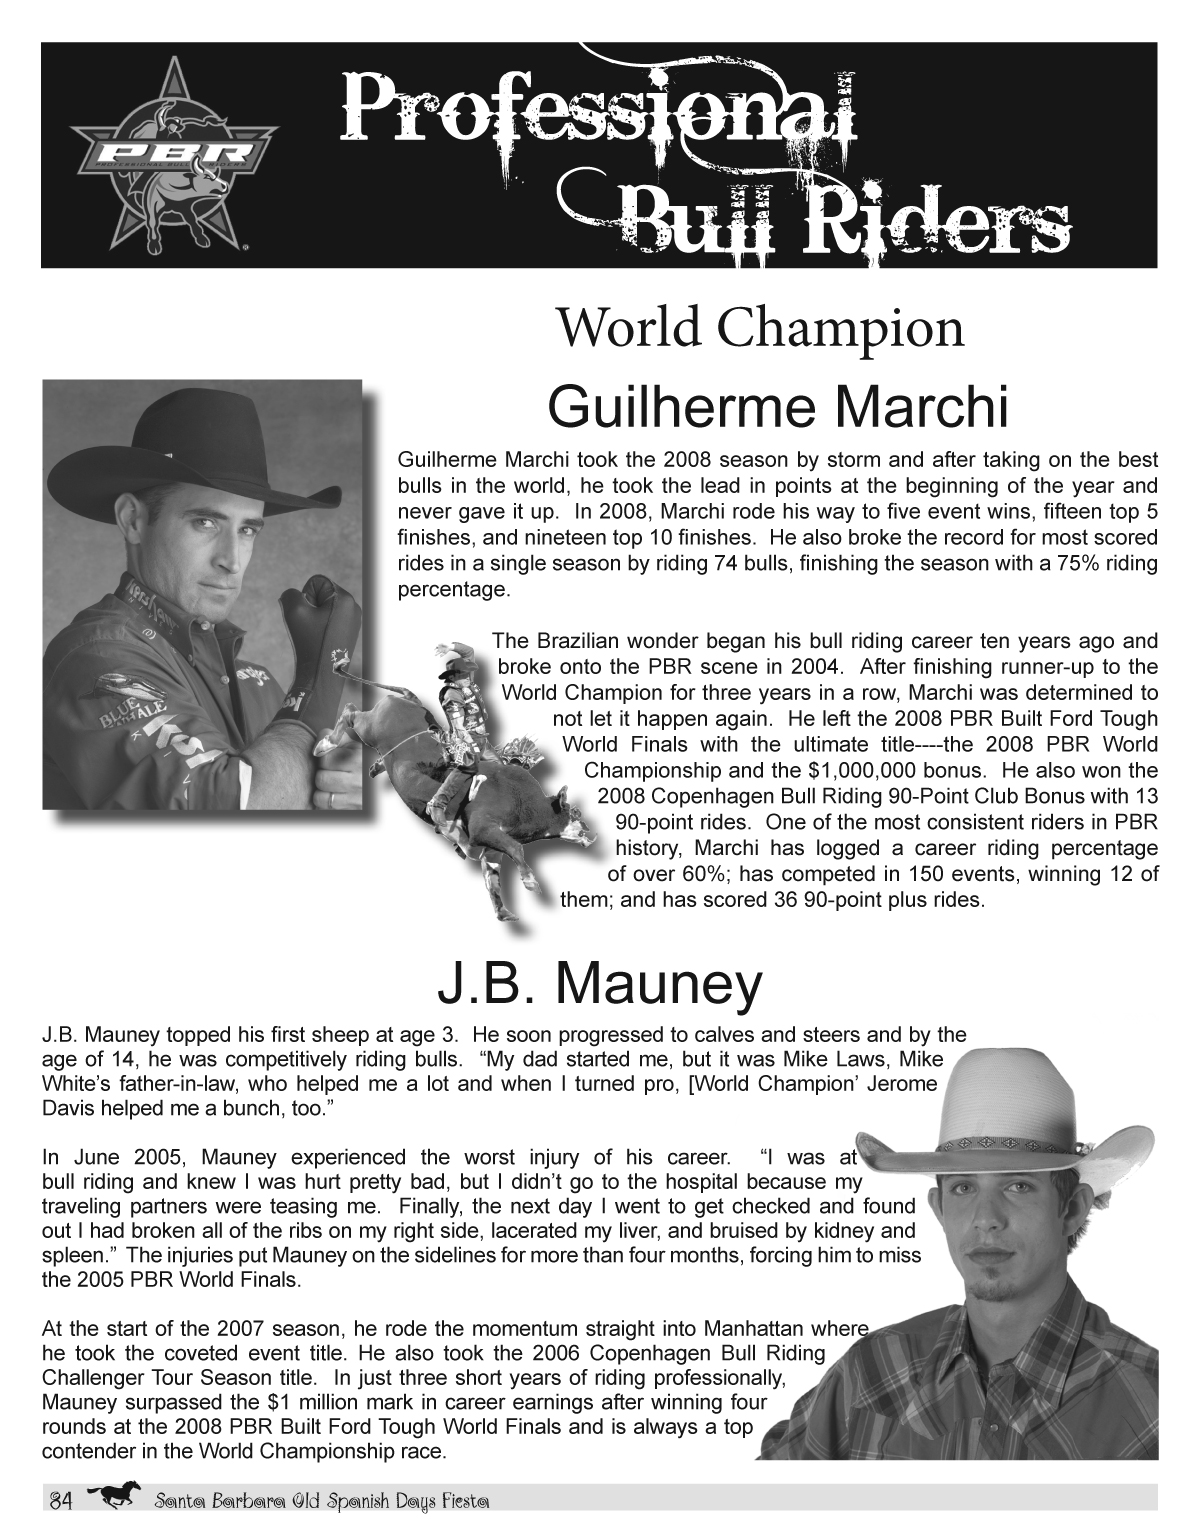 PBR
PROFESSIONAL BULL RIDERS
Professional
Bull Riders
World Champion
Guilherme Marchi
Guilherme Marchi took the 2008 season by storm and after taking on the best
bulls in the world, he took the lead in points at the beginning of the year and
never gave it up. In 2008, Marchi rode his way to five event wins, fifteen top 5
finishes, and nineteen top 10 finishes. He also broke the record for most scored
rides in a single season by riding 74 bulls, finishing the season with a 75% riding
percentage.
The Brazilian wonder began his bull riding career ten years ago and
broke onto the PBR scene in 2004. After finishing runner-up to the
World Champion for three years in a row, Marchi was determined to
not let it happen again. He left the 2008 PBR Built Ford Tough
World Finals with the ultimate title----the 2008 PBR World
Championship and the $1,000,000 bonus. He also won the
2008 Copenhagen Bull Riding 90-Point Club Bonus with 13
90-point rides. One of the most consistent riders in PBR
history, Marchi has logged a career riding percentage
of over 60%; has competed in 150 events, winning 12 of
them; and has scored 36 90-point plus rides.
BLUE
J.B. Mauney
J.B. Mauney topped his first sheep at age 3. He soon progressed to calves and steers and by the
age of 14, he was competitively riding bulls. “My dad started me, but it was Mike Laws, Mike
White’s father-in-law, who helped me a lot and when I turned pro, [World Champion’ Jerome
Davis helped me a bunch, too.”
In June 2005, Mauney experienced the worst injury of his career. “I was at
bull riding and knew I was hurt pretty bad, but I didn’t go to the hospital because my
traveling partners were teasing me. Finally, the next day I went to get checked and found
out I had broken all of the ribs on my right side, lacerated my liver, and bruised by kidney and
spleen.” The injuries put Mauney on the sidelines for more than four months, forcing him to miss
the 2005 PBR World Finals.
At the start of the 2007 season, he rode the momentum straight into Manhattan where
he took the coveted event title. He also took the 2006 Copenhagen Bull Riding
Challenger Tour Season title. In just three short years of riding professionally,
Mauney surpassed the $1 million mark in career earnings after winning four
rounds at the 2008 PBR Built Ford Tough World Finals and is always a top
contender in the World Championship race.
84 Santa Barbara Old Spanish Days Fiesta